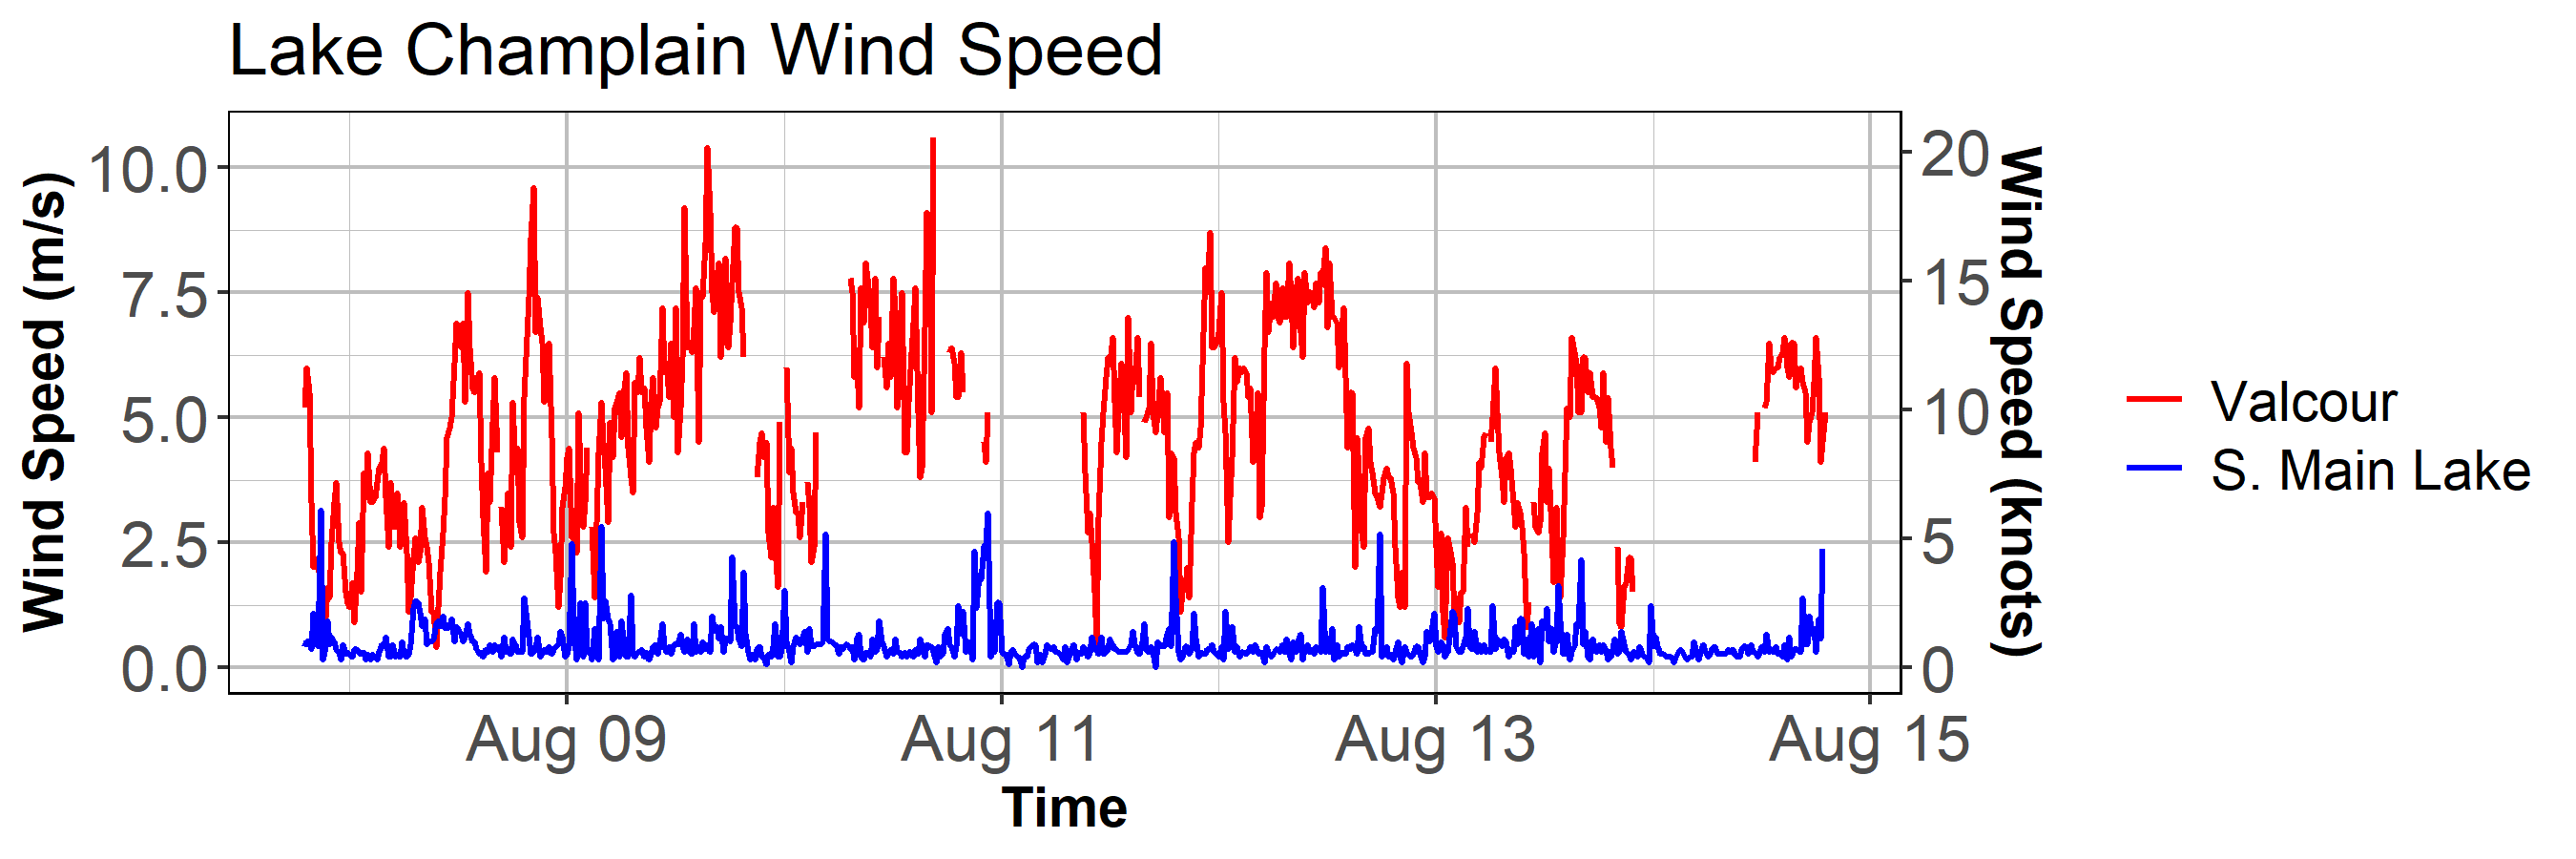 Lake Champlain Wind Speed
Wind Speed (m/s)
10.0
7.5
5.0
2.5
0.0
20
15
10
5
0
Wind Speed (knots)
Aug 09
Aug 11
Aug 13
Aug 15
Time
Valcour
S. Main Lake